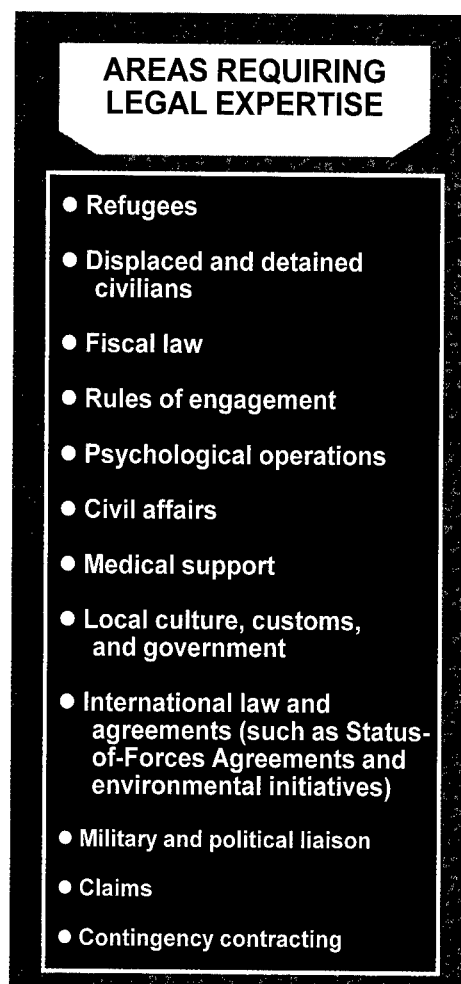 AREAS REQUIRING
LEGAL EXPERTISE
● Refugees
● Displaced and detained
civilians
● Fiscal law
● Rules of engagement
● Psychological operations
● Civil affairs
● Medical support
● Local culture, customs,
and government
● International law and
agreements (such as Status-
of-Forces Agreements and
environmental initiatives)
● Military and political liaison
● Claims
● Contingency contracting